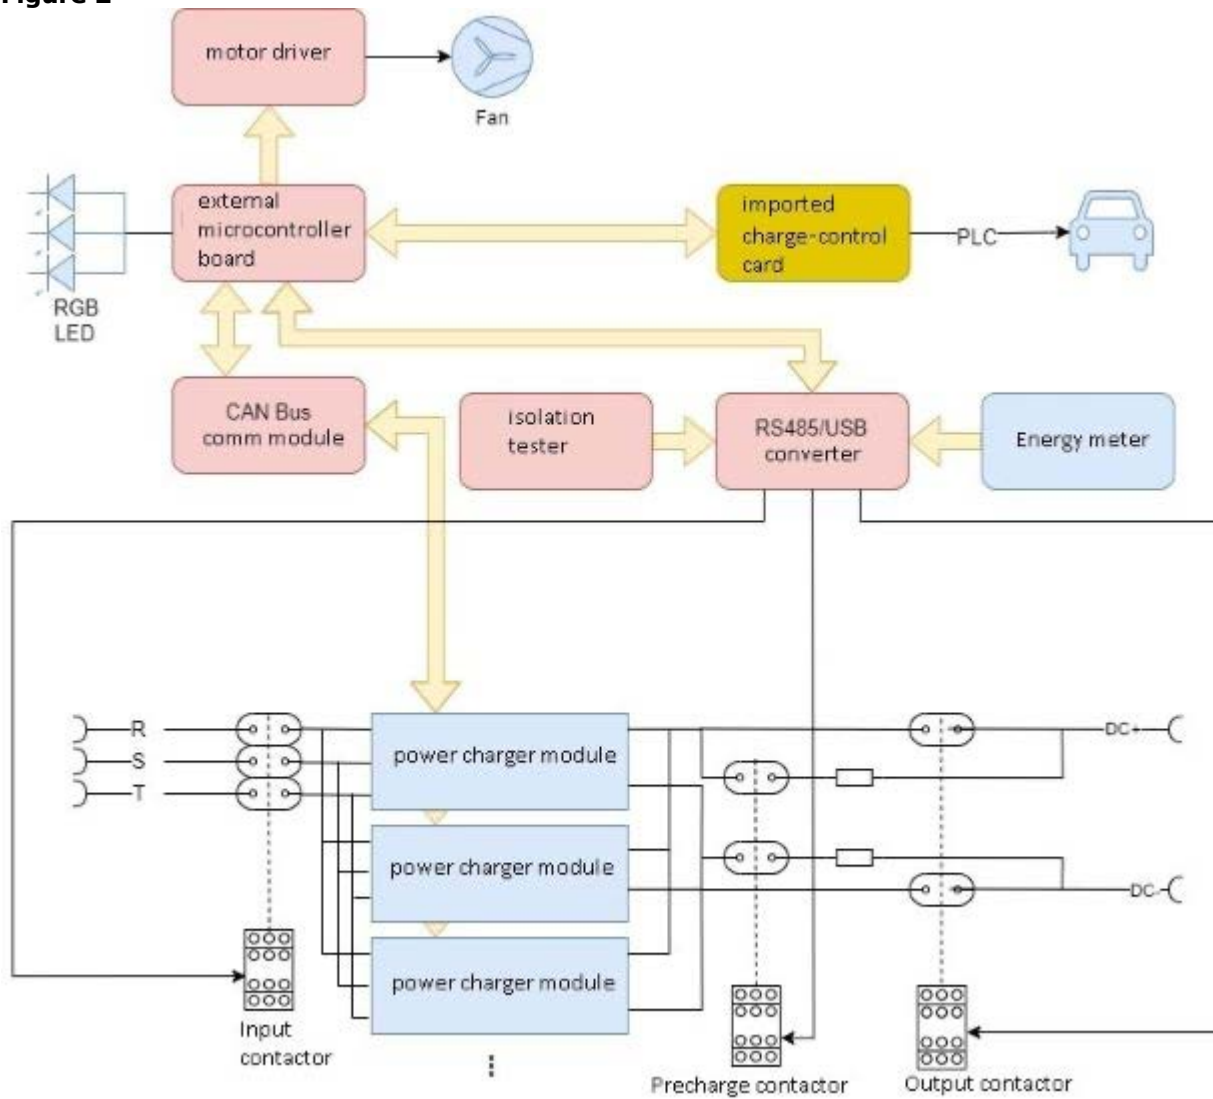 motor driver
Fan
external
microcontroller
board
imported
charge-control
card
PLC
RGB
LED
CAN Bus
comm module
isolation
tester
RS485/USB
converter
Energy meter
R
S
T
power charger module
DC+
power charger module
DC-
power charger module
Input
contactor
Precharge contactor
Output contactor